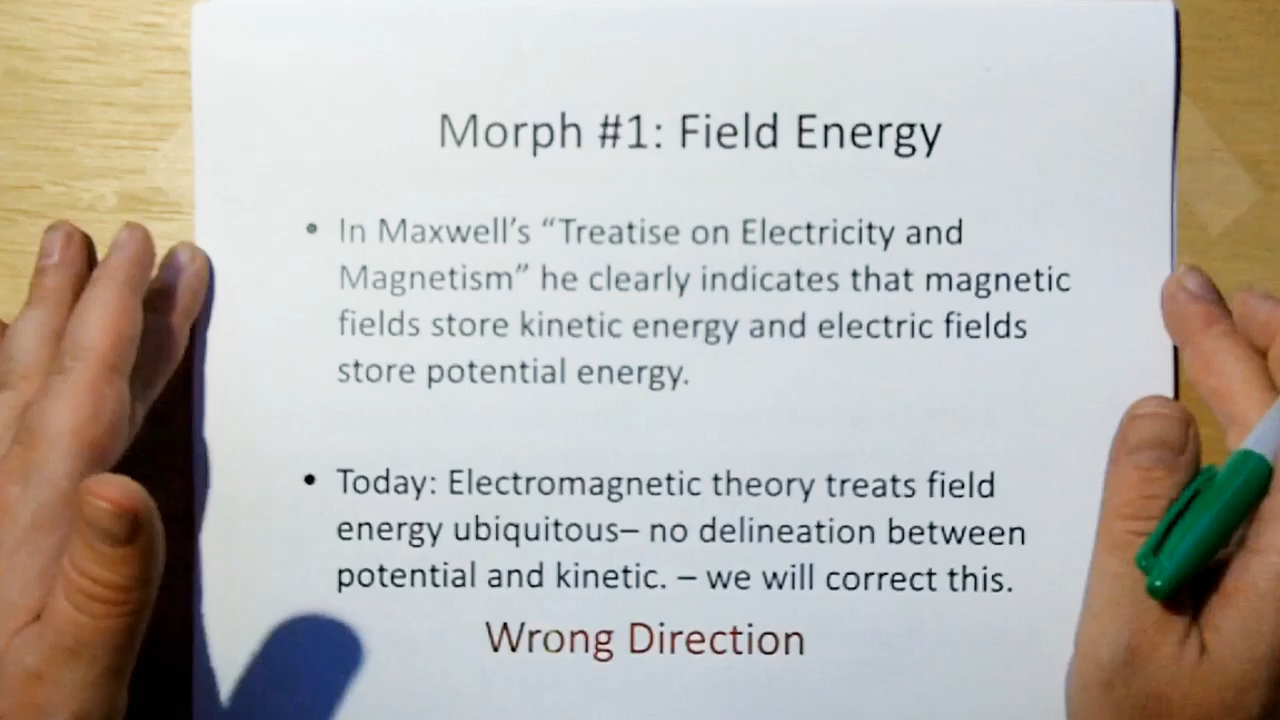 Morph #1: Field Energy
• In Maxwell's “Treatise on Electricity and
Magnetism” he clearly indicates that magnetic
fields store kinetic energy and electric fields
store potential energy.
• Today: Electromagnetic theory treats field
energy ubiquitous– no delineation between
potential and kinetic. – we will correct this.
Wrong Direction